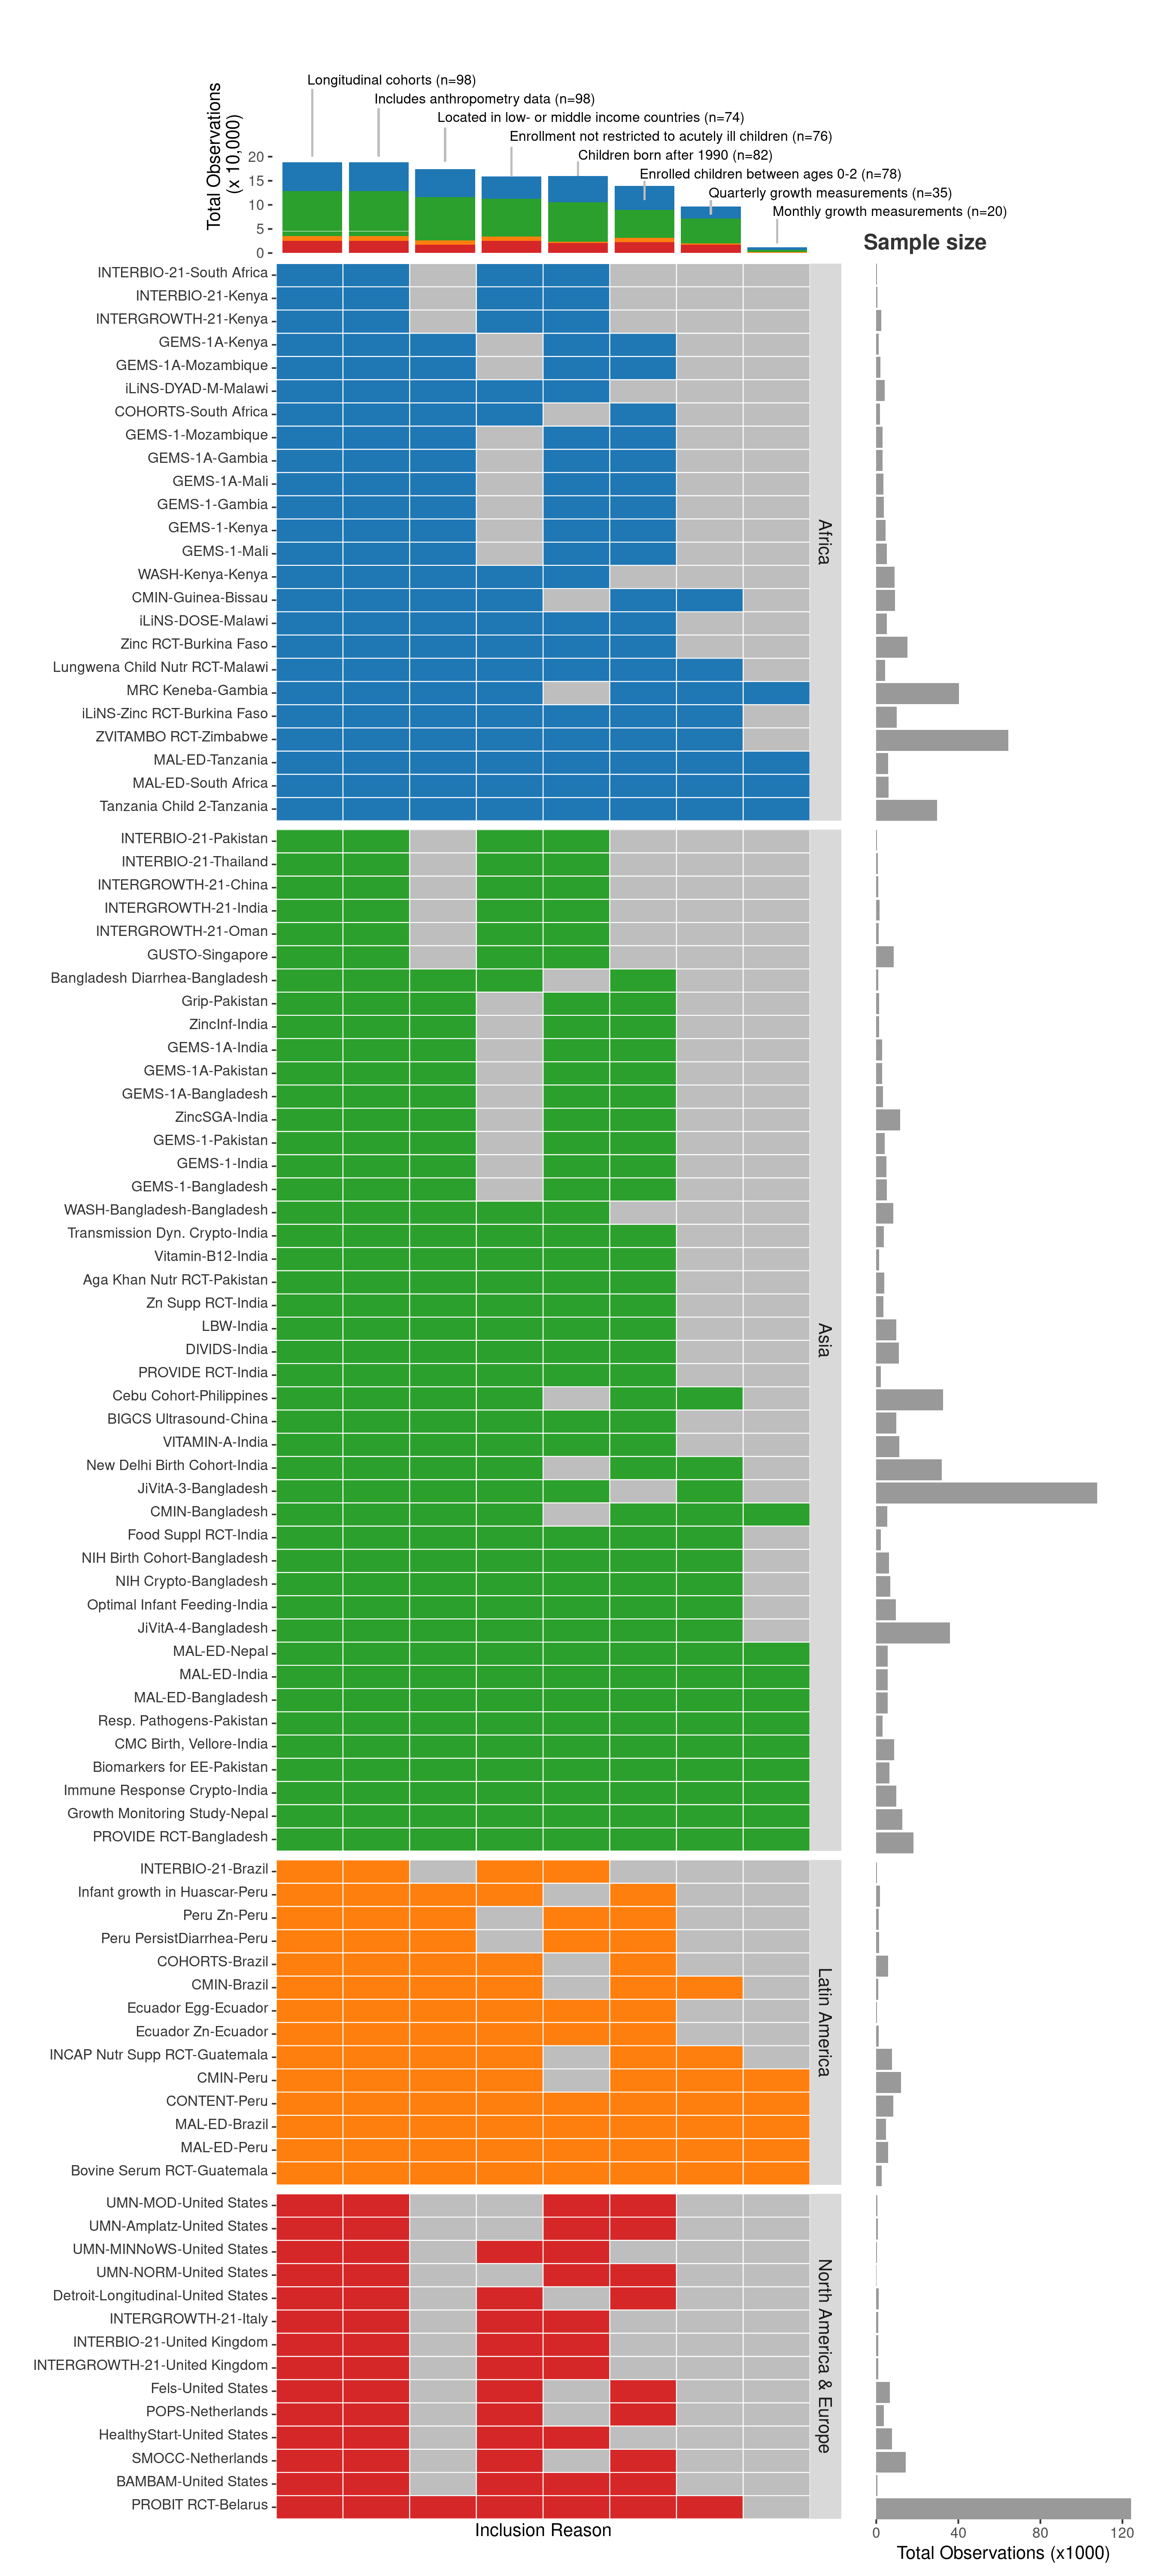 Longitudinal cohorts (n=98)
Includes anthropometry data (n=98)
Located in low- or middle income countries (n=74)
Enrollment not restricted to acutely ill children (n=76)
Children born after 1990 (n=82)
Enrolled children between ages 0-2 (n=78)
Quarterly growth measurements (n=35)
Monthly growth measurements (n=20)
Total Observations
(x 10,000)
20
15
10
5
0
Sample size
INTERBIO-21-South Africa
INTERBIO-21-Kenya
INTERGROWTH-21-Kenya
GEMS-1A-Kenya
GEMS-1A-Mozambique
iLiNS-DYAD-M-Malawi
COHORTS-South Africa
GEMS-1-Mozambique
GEMS-1A-Gambia
GEMS-1A-Mali
GEMS-1-Gambia
GEMS-1-Kenya
GEMS-1-Mali
WASH-Kenya-Kenya
CMIN-Guinea-Bissau
iLiNS-DOSE-Malawi
Zinc RCT-Burkina Faso
Lungwena Child Nutr RCT-Malawi
MRC Keneba-Gambia
iLiNS-Zinc RCT-Burkina Faso
ZVITAMBO RCT-Zimbabwe
MAL-ED-Tanzania
MAL-ED-South Africa
Tanzania Child 2-Tanzania
Africa
INTERBIO-21-Pakistan
INTERBIO-21-Thailand
INTERGROWTH-21-China
INTERGROWTH-21-India
INTERGROWTH-21-Oman
GUSTO-Singapore
Bangladesh Diarrhea-Bangladesh
Grip-Pakistan
ZincInf-India
GEMS-1A-India
GEMS-1A-Pakistan
GEMS-1A-Bangladesh
ZincSGA-India
GEMS-1-Pakistan
GEMS-1-India
GEMS-1-Bangladesh
WASH-Bangladesh-Bangladesh
Transmission Dyn. Crypto-India
Vitamin-B12-India
Aga Khan Nutr RCT-Pakistan
Zn Supp RCT-India
LBW-India
DIVIDS-India
PROVIDE RCT-India
Cebu Cohort-Philippines
BIGCS Ultrasound-China
VITAMIN-A-India
New Delhi Birth Cohort-India
JiVitA-3-Bangladesh
CMIN-Bangladesh
Food Suppl RCT-India
NIH Birth Cohort-Bangladesh
NIH Crypto-Bangladesh
Optimal Infant Feeding-India
JiVitA-4-Bangladesh
MAL-ED-Nepal
MAL-ED-India
MAL-ED-Bangladesh
Resp. Pathogens-Pakistan
CMC Birth, Vellore-India
Biomarkers for EE-Pakistan
Immune Response Crypto-India
Growth Monitoring Study-Nepal
PROVIDE RCT-Bangladesh
Asia
INTERBIO-21-Brazil
Infant growth in Huascar-Peru
Peru Zn-Peru
Peru PersistDiarrhea-Peru
COHORTS-Brazil
CMIN-Brazil
Ecuador Egg-Ecuador
Ecuador Zn-Ecuador
INCAP Nutr Supp RCT-Guatemala
CMIN-Peru
CONTENT-Peru
MAL-ED-Brazil
MAL-ED-Peru
Bovine Serum RCT-Guatemala
Latin America
UMN-MOD-United States
UMN-Amplatz-United States
UMN-MINNoWS-United States
UMN-NORM-United States
Detroit-Longitudinal-United States
INTERGROWTH-21-Italy
INTERBIO-21-United Kingdom
INTERGROWTH-21-United Kingdom
Fels-United States
POPS-Netherlands
HealthyStart-United States
SMOCC-Netherlands
BAMBAM-United States
PROBIT RCT-Belarus
North America & Europe
Inclusion Reason
0 40 80 120
Total Observations (x1000)